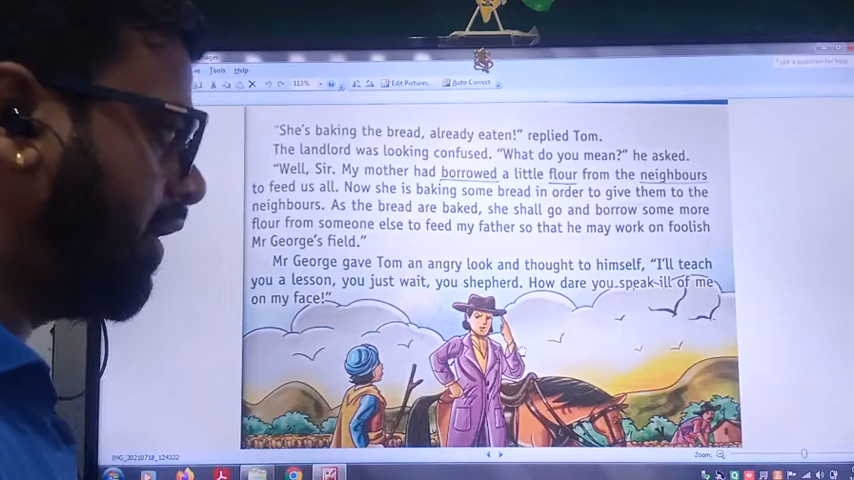 Type a question for help
Tools Help
113%
Edit Pictures...
Auto Correct
"She's baking the bread, already eaten!" replied Tom.
The landlord was looking confused. "What do you mean?" he asked.
"Well, Sir. My mother had borrowed a little flour from the neighbours
to feed us all. Now she is baking some bread in order to give them to the
neighbours. As the bread are baked, she shall go and borrow some more
flour from someone else to feed my father so that he may work on foolish
Mr George's field."
Mr George gave Tom an angry look and thought to himself, "I'll teach
you a lesson, you just wait, you shepherd. How dare you speak ill of me
on my face!"
IMG_20210718_124332
Zoom: